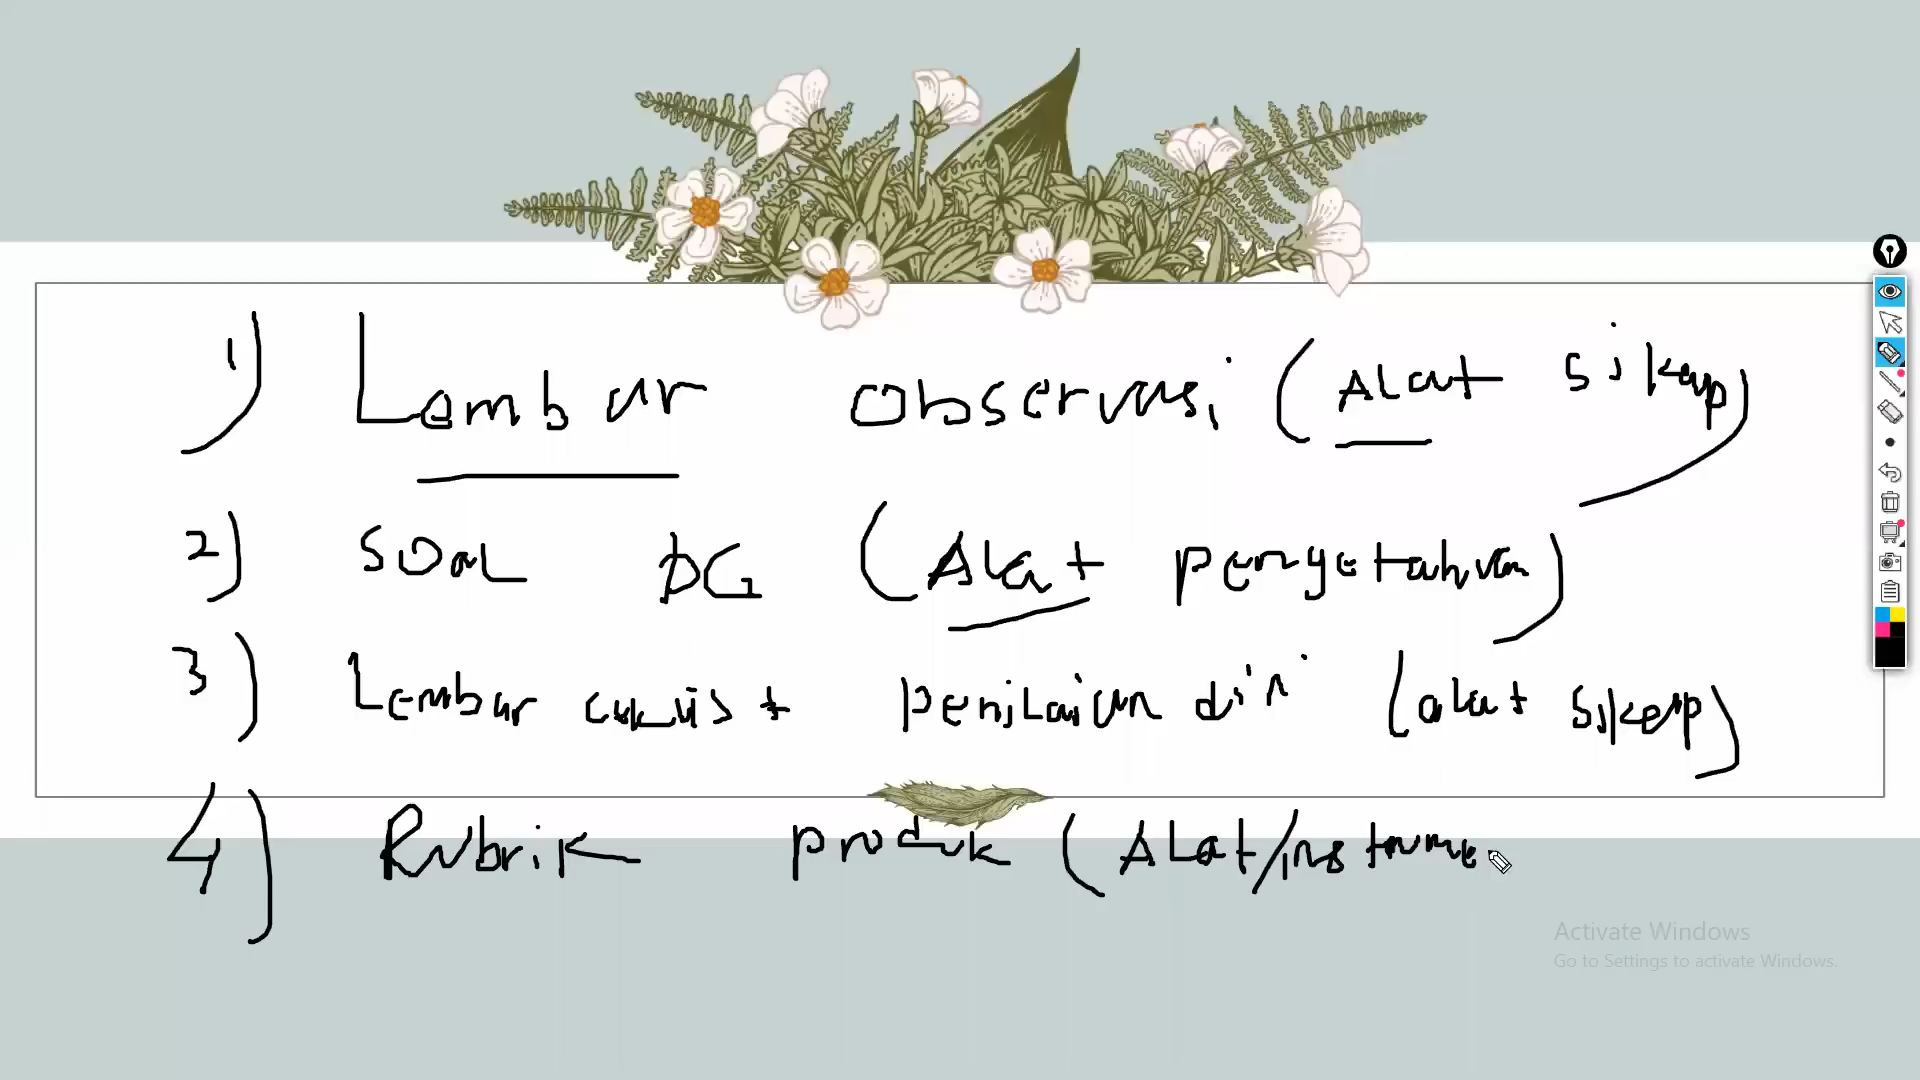 1) Lembar observasi (Alat sikap)
2) Soal PG (Alat pengetahuan)
3) Lembar ceklist penilaian diri (alat sikap)
4) Rubrik produk (Alat/instrume
Activate Windows
Go to Settings to activate Windows.